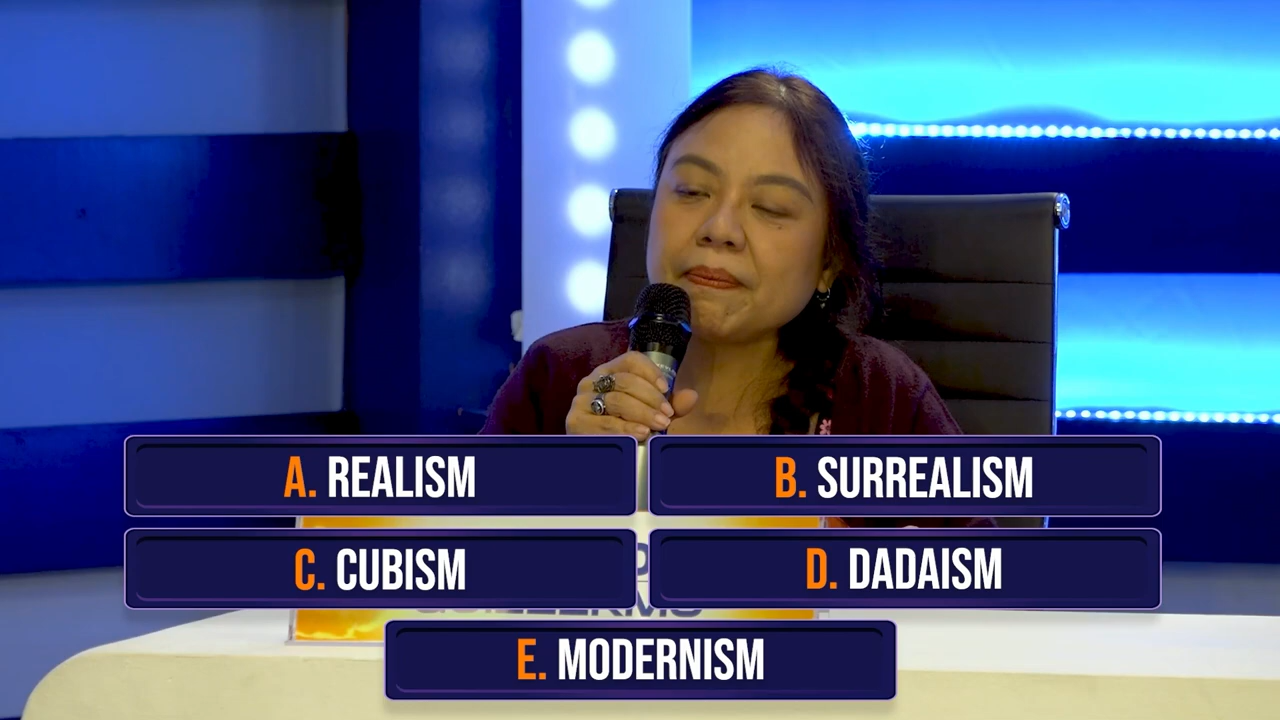 A. REALISM
B. SURREALISM
C. CUBISM
D. DADAISM
E. MODERNISM